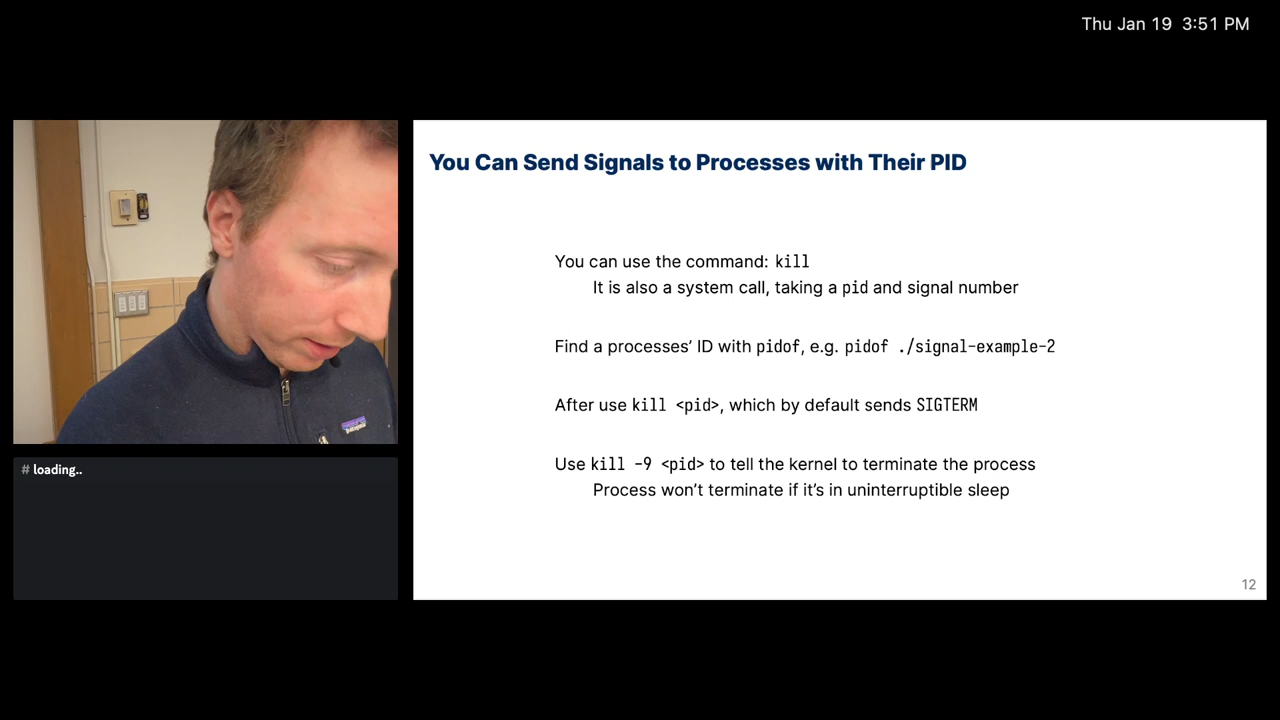 Thu Jan 19 3:51 PM
You Can Send Signals to Processes with Their PID
You can use the command: kill
It is also a system call, taking a pid and signal number
Find a processes’ ID with pidof, e.g. pidof ./signal-example-2
After use kill <pid>, which by default sends SIGTERM
Use kill -9 <pid> to tell the kernel to terminate the process
Process won’t terminate if it’s in uninterruptible sleep
# loading..
12